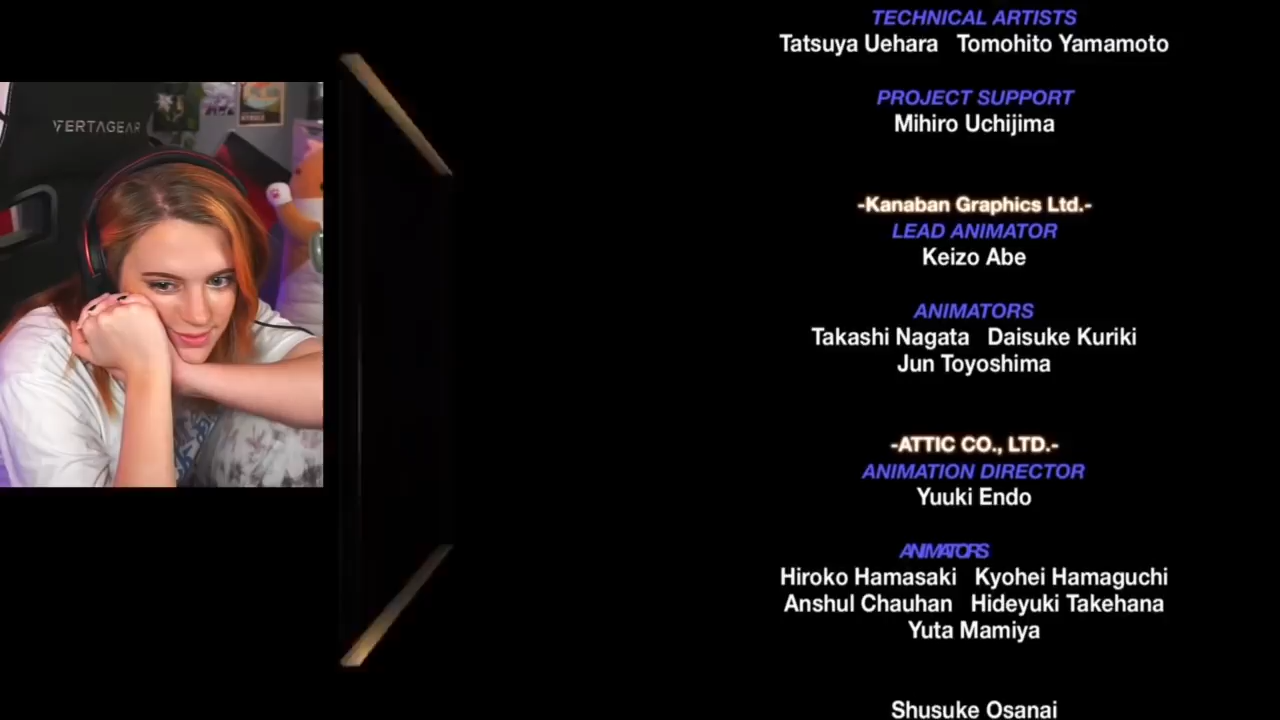 VERTAGEAR
TECHNICAL ARTISTS
Tatsuya Uehara Tomohito Yamamoto
PROJECT SUPPORT
Mihiro Uchijima
-Kanaban Graphics Ltd.-
LEAD ANIMATOR
Keizo Abe
ANIMATORS
Takashi Nagata Daisuke Kuriki
Jun Toyoshima
-ATTIC CO., LTD.-
ANIMATION DIRECTOR
Yuuki Endo
ANIMATORS
Hiroko Hamasaki Kyohei Hamaguchi
Anshul Chauhan Hideyuki Takehana
Yuta Mamiya
Shusuke Osanai